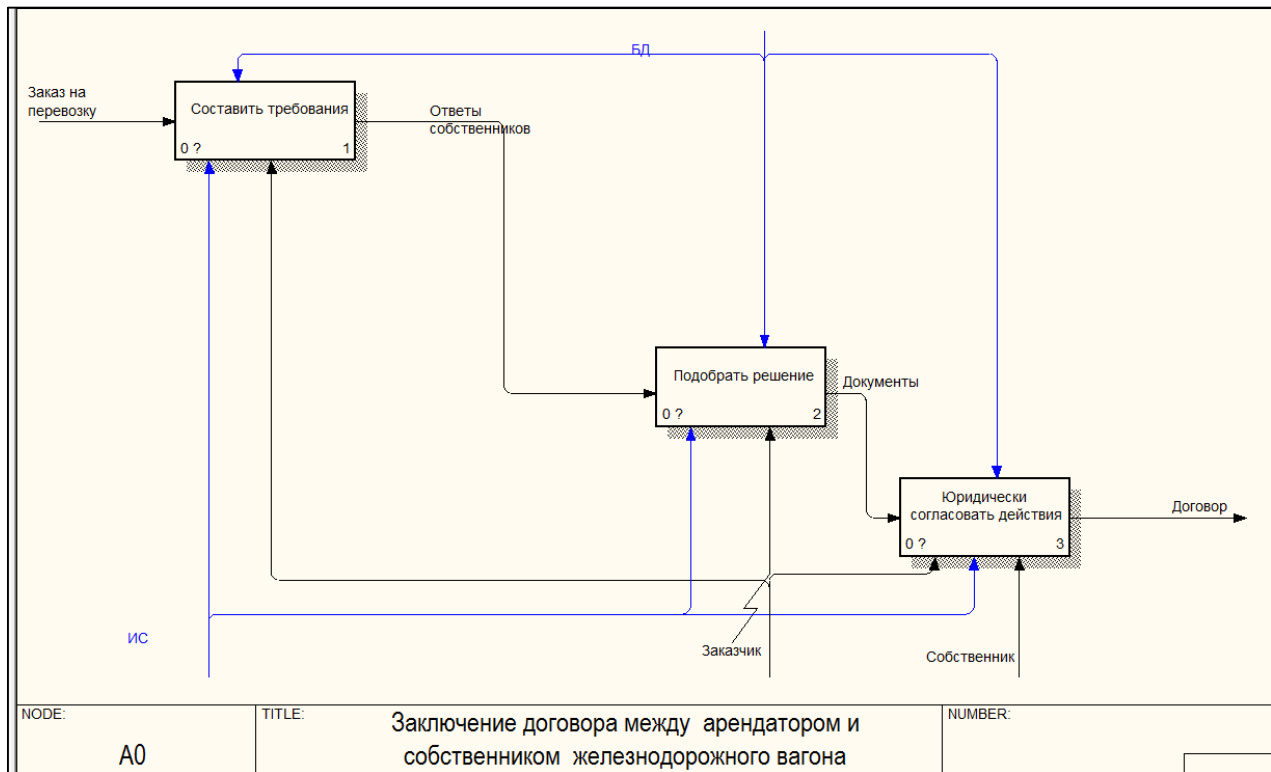 БД
Заказ на
перевозку
Составить требования
0 ?
1
Ответы
собственников
Подобрать решение
0 ?
2
Документы
Юридически
согласовать действия
0 ?
3
Договор
ИС
Заказчик
Собственник
NODE:
A0
TITLE:
Заключение договора между арендатором и
собственником железнодорожного вагона
NUMBER: